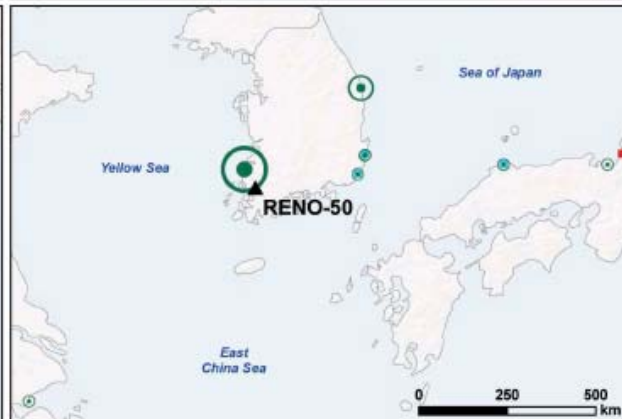 Sea of Japan
Yellow Sea
RENO-50
East
China Sea
0 250 500
km